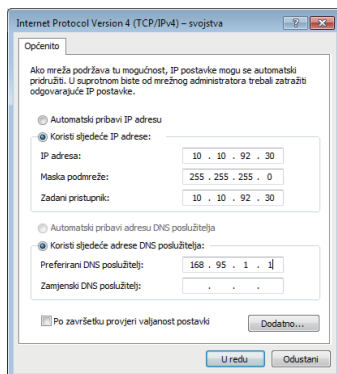 Internet Protocol Version 4 (TCP/IPv4) – svojstva
Općenito
Ako mreža podržava tu mogućnost, IP postavke mogu se automatski
pridružiti. U suprotnom biste od mrežnog administratora trebali zatražiti
odgovarajuće IP postavke.
Automatski pribavi IP adresu
Koristi sljedeće IP adrese:
IP adresa: 10 . 10 . 92 . 30
Maska podmreže: 255 . 255 . 255 . 0
Zadani pristupnik: 10 . 10 . 92 . 30
Automatski pribavi adresu DNS poslužitelja
Koristi sljedeće adrese DNS poslužitelja:
Preferirani DNS poslužitelj: 168 . 95 . 1 . 1
Zamjenski DNS poslužitelj: . . .
Po završetku provjeri valjanost postavki
Dodatno...
U redu Odustani